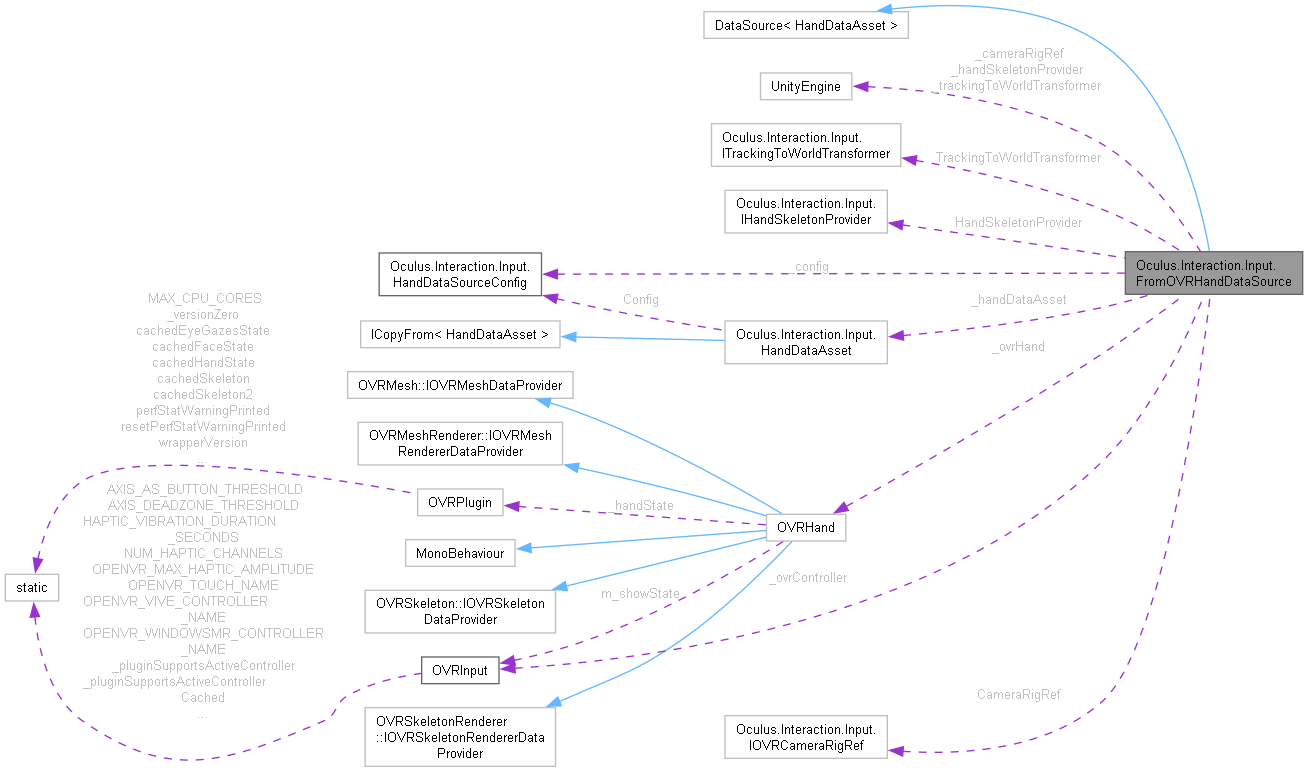 DataSource< HandDataAsset >
_cameraRigRef
_handSkeletonProvider
_trackingToWorldTransformer
UnityEngine
Oculus.Interaction.Input.
ITrackingToWorldTransformer
TrackingToWorldTransformer
Oculus.Interaction.Input.
IHandSkeletonProvider
HandSkeletonProvider
Oculus.Interaction.Input.
FromOVRHandDataSource
Oculus.Interaction.Input.
HandDataSourceConfig
_config
Config
_handDataAsset
ICopyFrom< HandDataAsset >
Oculus.Interaction.Input.
HandDataAsset
_ovrHand
MAX_CPU_CORES
_versionZero
cachedEyeGazesState
cachedFaceState
cachedHandState
cachedSkeleton
cachedSkeleton2
perfStatWarningPrinted
resetPerfStatWarningPrinted
wrapperVersion
...
OVRMesh::IOVRMeshDataProvider
OVRMeshRenderer::IOVRMesh
RendererDataProvider
OVRPlugin
_handState
OVRHand
MonoBehaviour
AXIS_AS_BUTTON_THRESHOLD
AXIS_DEADZONE_THRESHOLD
HAPTIC_VIBRATION_DURATION
_SECONDS
NUM_HAPTIC_CHANNELS
OPENVR_MAX_HAPTIC_AMPLITUDE
OPENVR_TOUCH_NAME
OPENVR_VIVE_CONTROLLER
_NAME
OPENVR_WINDOWSMR_CONTROLLER
_NAME
_pluginSupportsActiveController
_pluginSupportsActiveController
Cached
...
static
OVRSkeleton::IOVRSkeleton
DataProvider
m_showState
_ovrController
OVRInput
OVRSkeletonRenderer
::IOVRSkeletonRendererData
Provider
CameraRigRef
Oculus.Interaction.Input.
IOVRCameraRigRef